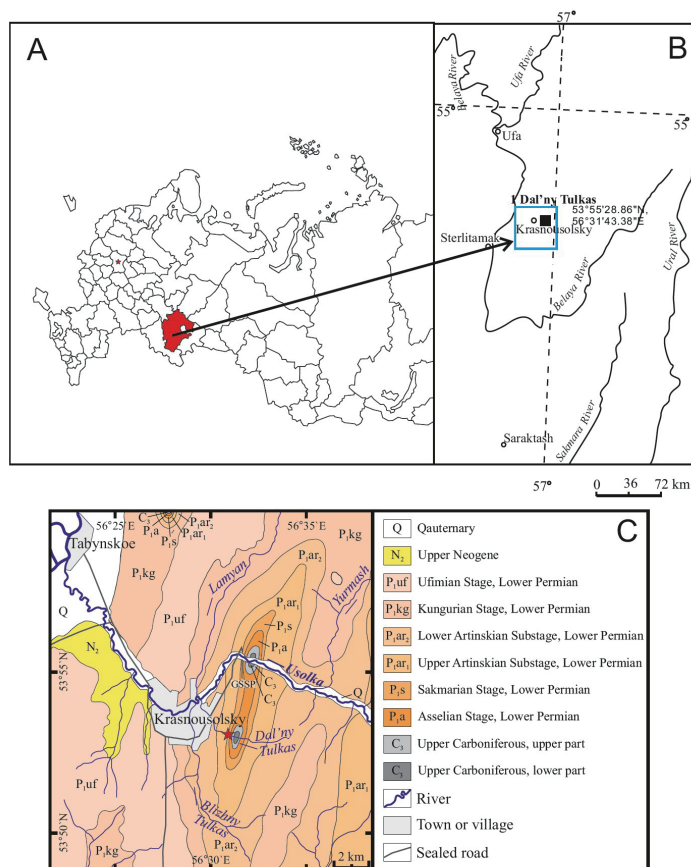 A
B
57°
Belaya River
Ufa River
55°
55°
Ufa
1 Dal'ny Tulkas
53°55'28.86"N,
56°31'43.38"E
Krasnousolsky
Sterlitamak
Belaya River
Ural River
Sakmara River
Saraktash
57°
0 36 72 km
C
56°25'E
56°35'E
C₃
P₁a
P₁s
P₁ar₂
P₁ar₁
P₁kg
Tabynskoe
P₁kg
Lamyan
P₁ar₂
Yurmash
P₁ar₁
Q
P₁uf
P₁s
P₁a
N₂
53°55'N
Usolka
GSSP
C₃
C₃
Q
Krasnousolsky
Dal'ny
Tulkas
P₁uf
P₁ar₁
Blizhny
Tulkas
P₁kg
53°50'N
P₁kg
P₁ar₂
56°30'E
2 km
Q Qauternary
N₂ Upper Neogene
P₁uf Ufimian Stage, Lower Permian
P₁kg Kungurian Stage, Lower Permian
P₁ar₂ Lower Artinskian Substage, Lower Permian
P₁ar₁ Upper Artinskian Substage, Lower Permian
P₁s Sakmarian Stage, Lower Permian
P₁a Asselian Stage, Lower Permian
C₃ Upper Carboniferous, upper part
C₃ Upper Carboniferous, lower part
River
Town or village
Sealed road